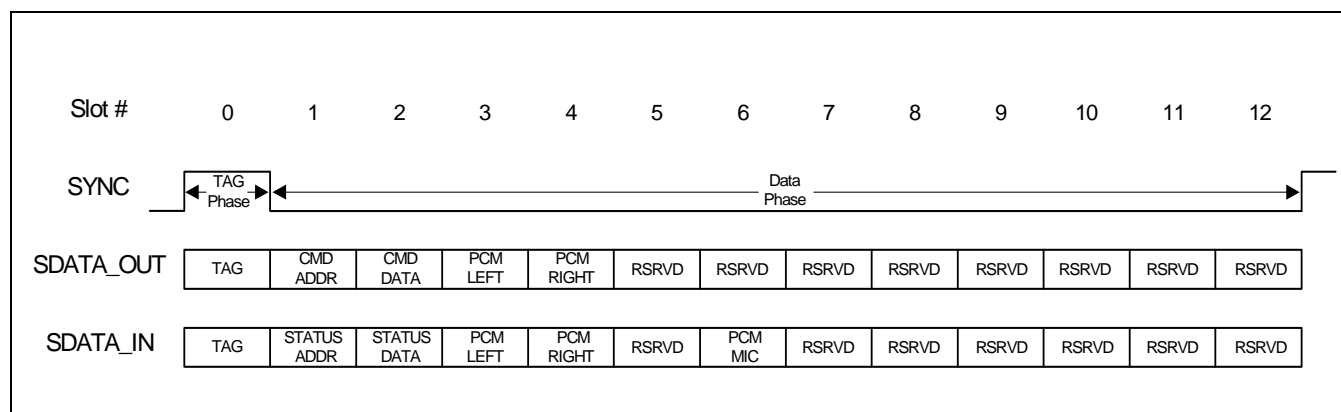 Slot # 0 1 2 3 4 5 6 7 8 9 10 11 12
SYNC TAG Phase Data Phase
SDATA_OUT TAG CMD ADDR CMD DATA PCM LEFT PCM RIGHT RSRVD RSRVD RSRVD RSRVD RSRVD RSRVD RSRVD RSRVD
SDATA_IN TAG STATUS ADDR STATUS DATA PCM LEFT PCM RIGHT RSRVD PCM MIC RSRVD RSRVD RSRVD RSRVD RSRVD RSRVD